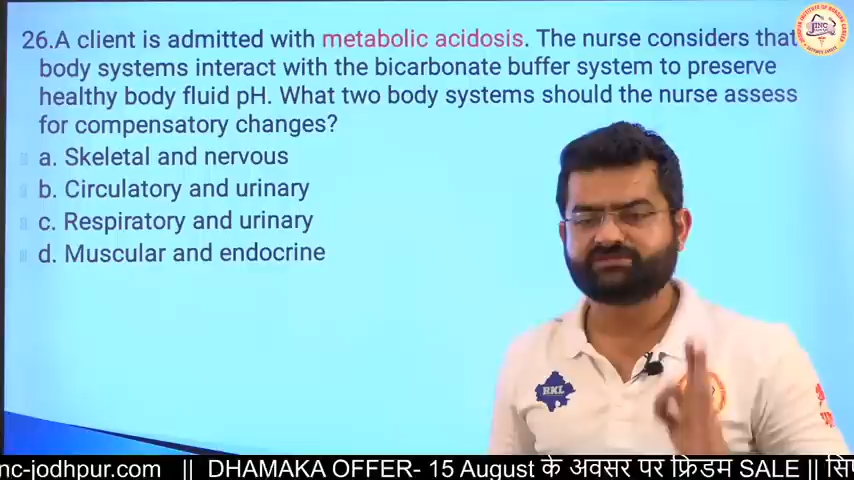 26.A client is admitted with metabolic acidosis. The nurse considers that
body systems interact with the bicarbonate buffer system to preserve
healthy body fluid pH. What two body systems should the nurse assess
for compensatory changes?
a. Skeletal and nervous
b. Circulatory and urinary
c. Respiratory and urinary
d. Muscular and endocrine
RKL
nc-jodhpur.com || DHAMAKA OFFER- 15 August के अवसर पर फ्रिडम SALE || सि